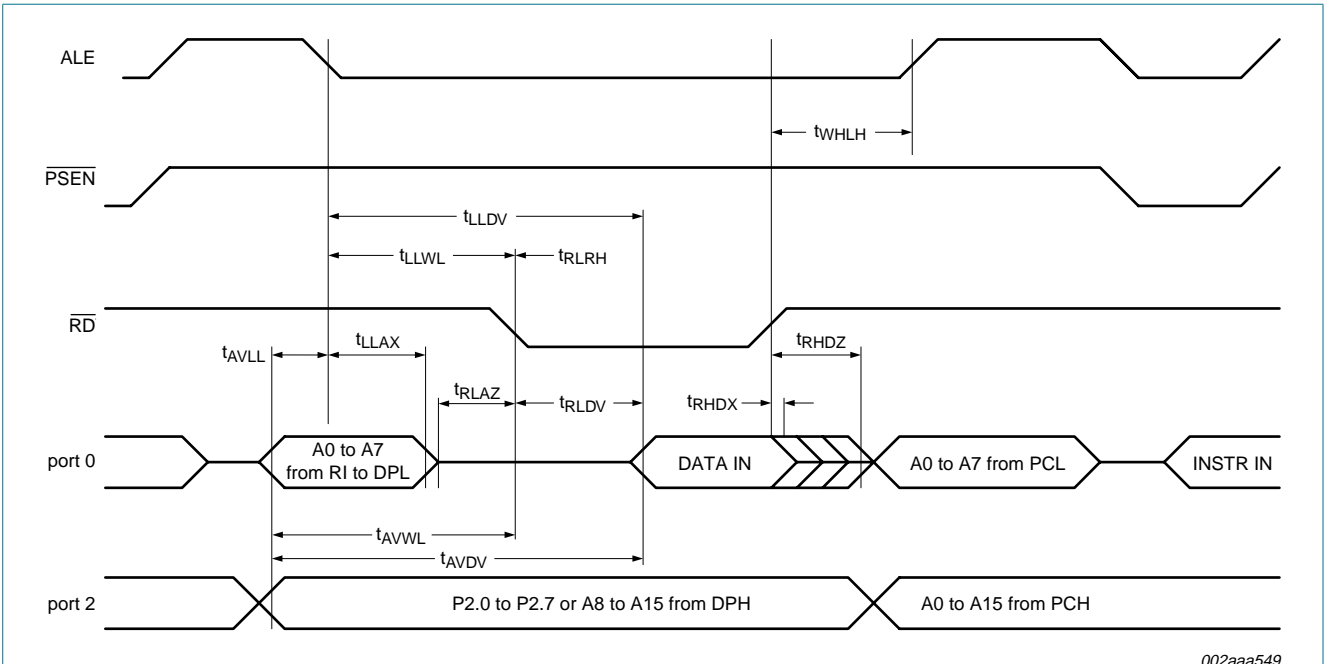 ALE
tWHLH
PSEN
tLLDV
tLLWL
tRLRH
RD
tAVLL
tLLAX
tRHDZ
tRLAZ
tRLDV
tRHDX
port 0
A0 to A7
from RI to DPL
DATA IN
A0 to A7 from PCL
INSTR IN
tAVWL
tAVDV
port 2
P2.0 to P2.7 or A8 to A15 from DPH
A0 to A15 from PCH
002aaa549